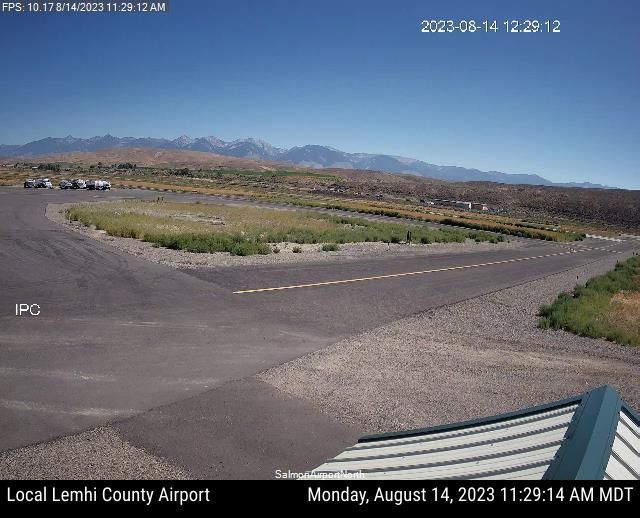 FPS: 10.17 8/14/2023 11:29:12 AM
2023-08-14 12:29:12
IPC
SalmonAirportNorth
Local Lemhi County Airport
Monday, August 14, 2023 11:29:14 AM MDT